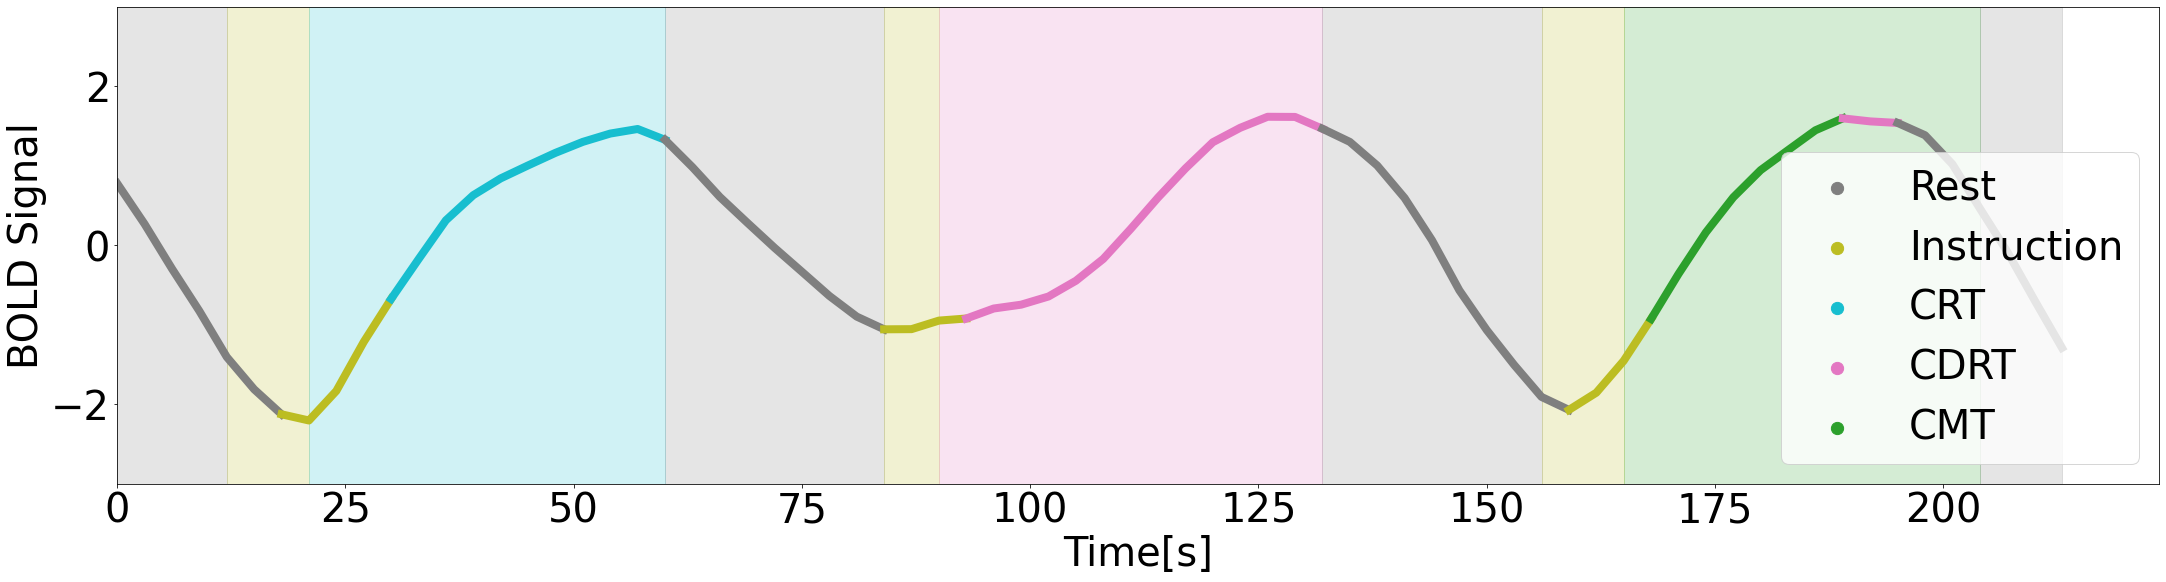 BOLD Signal
2
0
−2
0 25 50 75 100 125 150 175 200
Time[s]
Rest
Instruction
CRT
CDRT
CMT